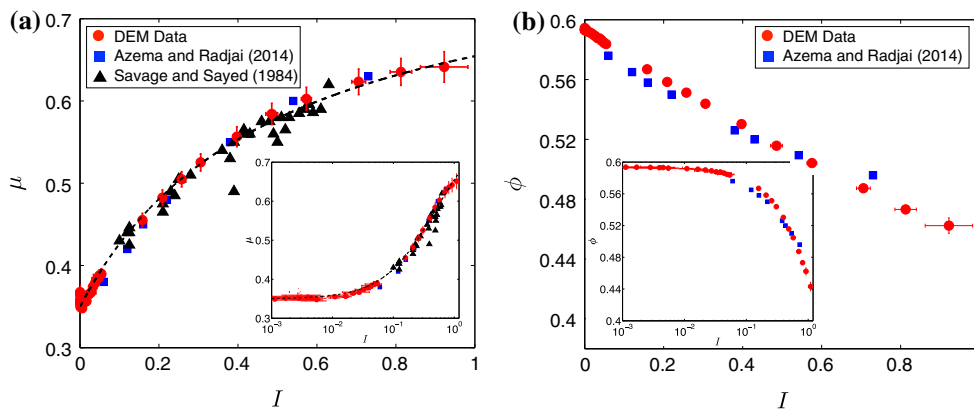 (a)
DEM Data
Azema and Radjai (2014)
Savage and Sayed (1984)
μ
0.7
0.6
0.5
0.4
0.3
0 0.2 0.4 0.6 0.8 1
I
μ
0.7
0.6
0.5
0.4
0.3
10⁻³ 10⁻² 10⁻¹ 10⁰
I
(b)
DEM Data
Azema and Radjai (2014)
ϕ
0.6
0.56
0.52
0.48
0.44
0.4
0 0.2 0.4 0.6 0.8
I
ϕ
0.6
0.56
0.52
0.48
0.44
0.4
10⁻³ 10⁻² 10⁻¹ 10⁰
I